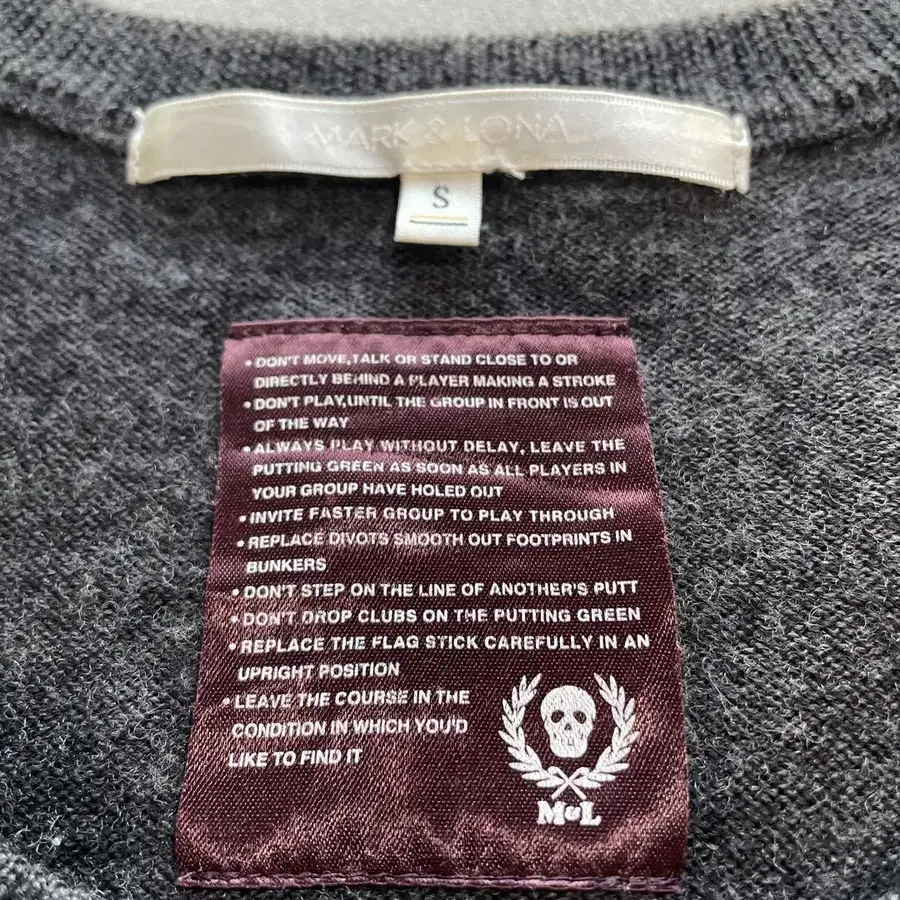 MARK & LONA
S
• DON'T MOVE,TALK OR STAND CLOSE TO OR
DIRECTLY BEHIND A PLAYER MAKING A STROKE
• DON'T PLAY,UNTIL THE GROUP IN FRONT IS OUT
OF THE WAY
• ALWAYS PLAY WITHOUT DELAY, LEAVE THE
PUTTING GREEN AS SOON AS ALL PLAYERS IN
YOUR GROUP HAVE HOLED OUT
• INVITE FASTER GROUP TO PLAY THROUGH
• REPLACE DIVOTS SMOOTH OUT FOOTPRINTS IN
BUNKERS
• DON'T STEP ON THE LINE OF ANOTHER'S PUTT
• DON'T DROP CLUBS ON THE PUTTING GREEN
• REPLACE THE FLAG STICK CAREFULLY IN AN
UPRIGHT POSITION
• LEAVE THE COURSE IN THE
CONDITION IN WHICH YOU'D
LIKE TO FIND IT
M&L